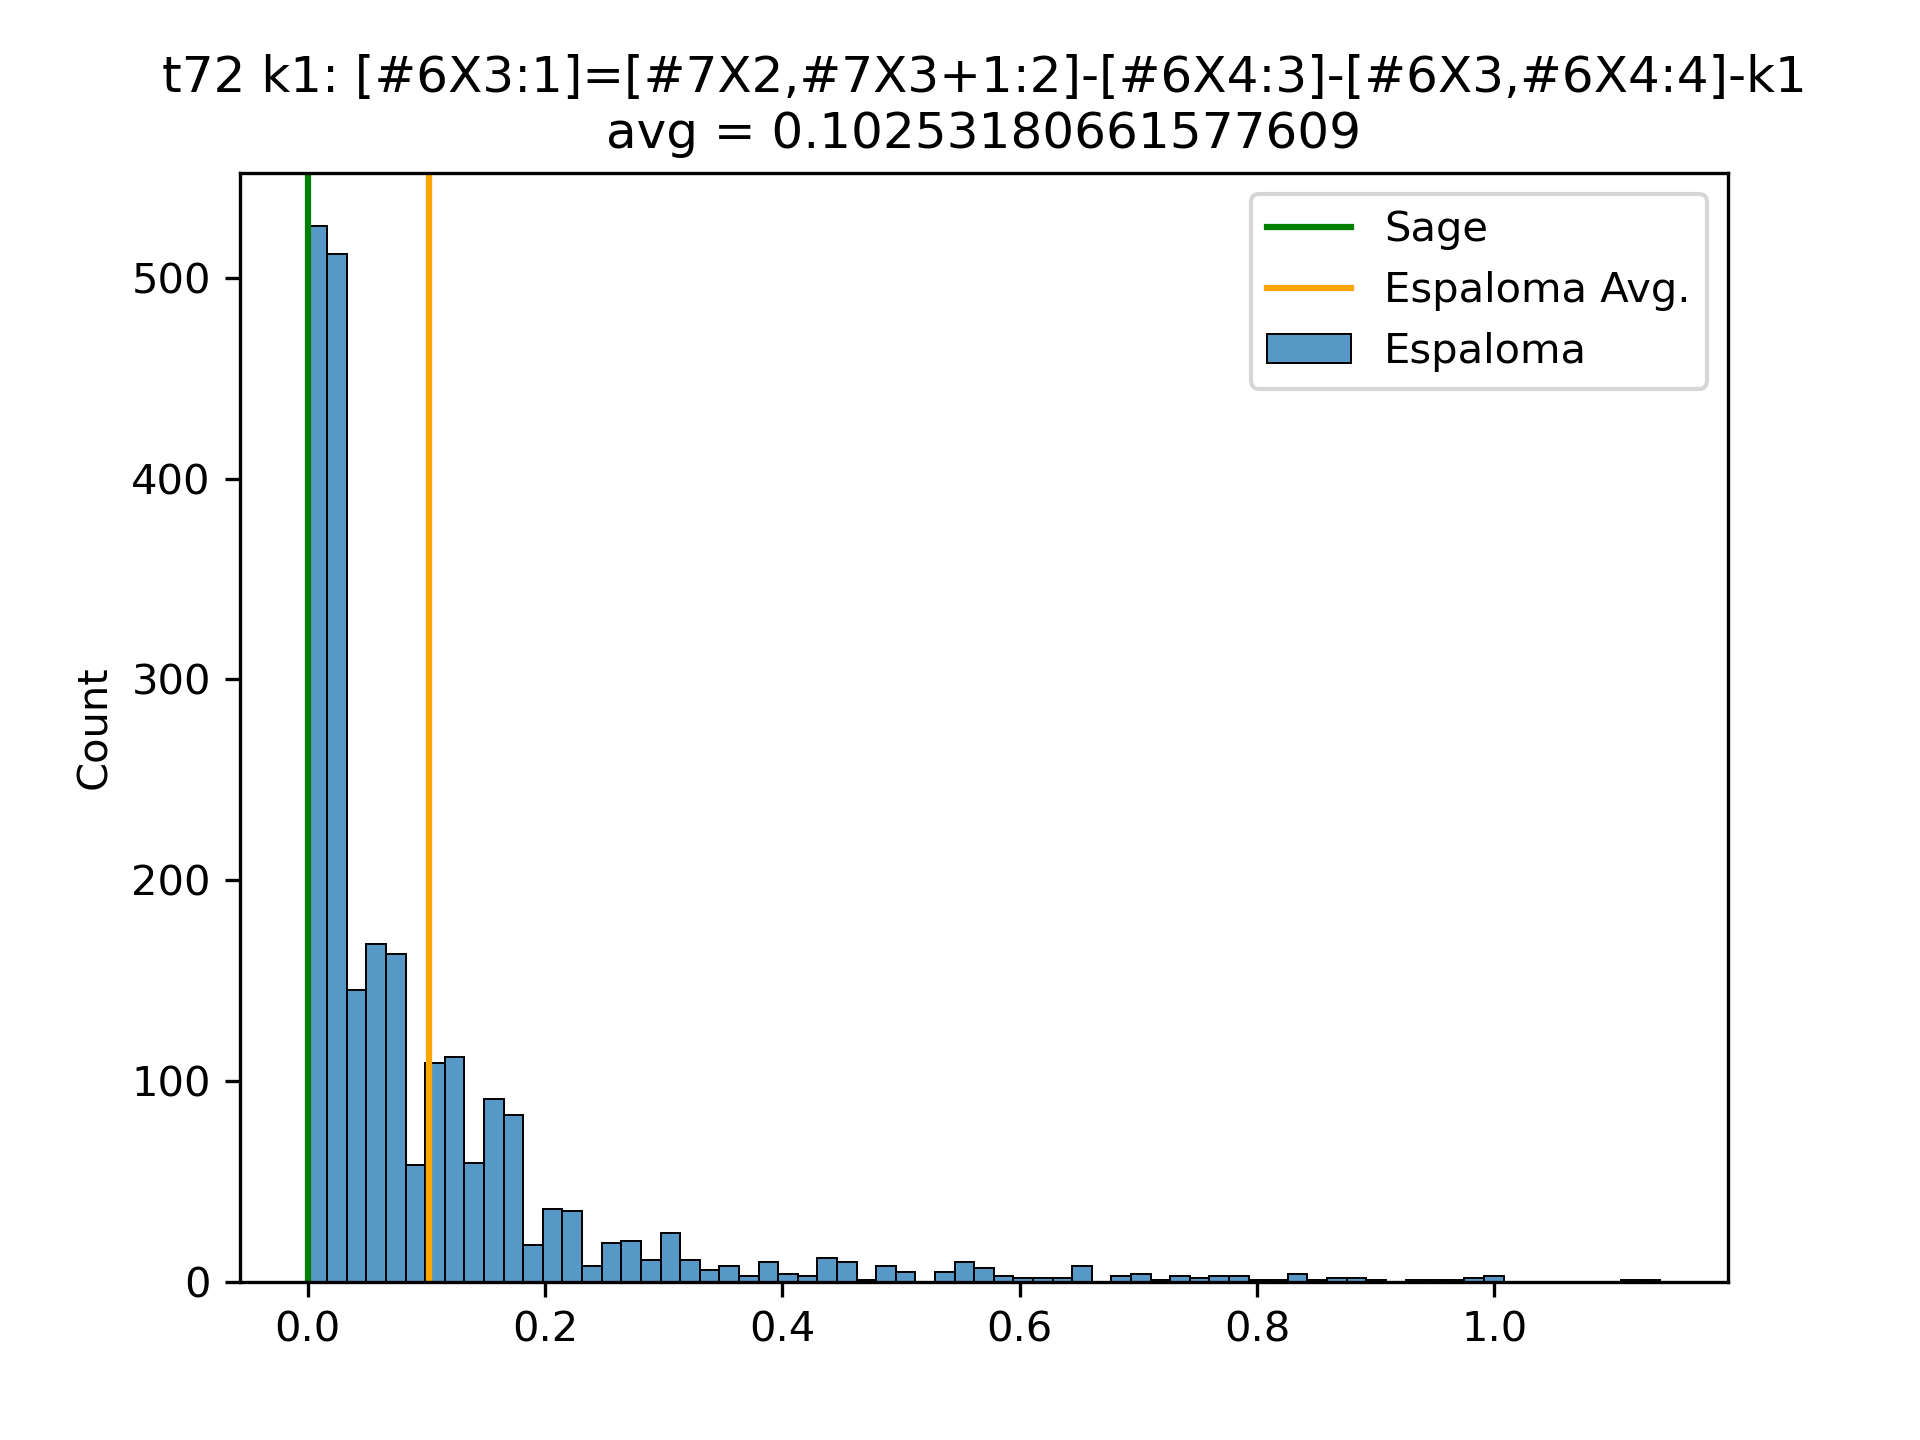 t72 k1: [#6X3:1]=[#7X2,#7X3+1:2]-[#6X4:3]-[#6X3,#6X4:4]-k1
avg = 0.10253180661577609
Sage
Espaloma Avg.
Espaloma
Count
500
400
300
200
100
0
0.0 0.2 0.4 0.6 0.8 1.0